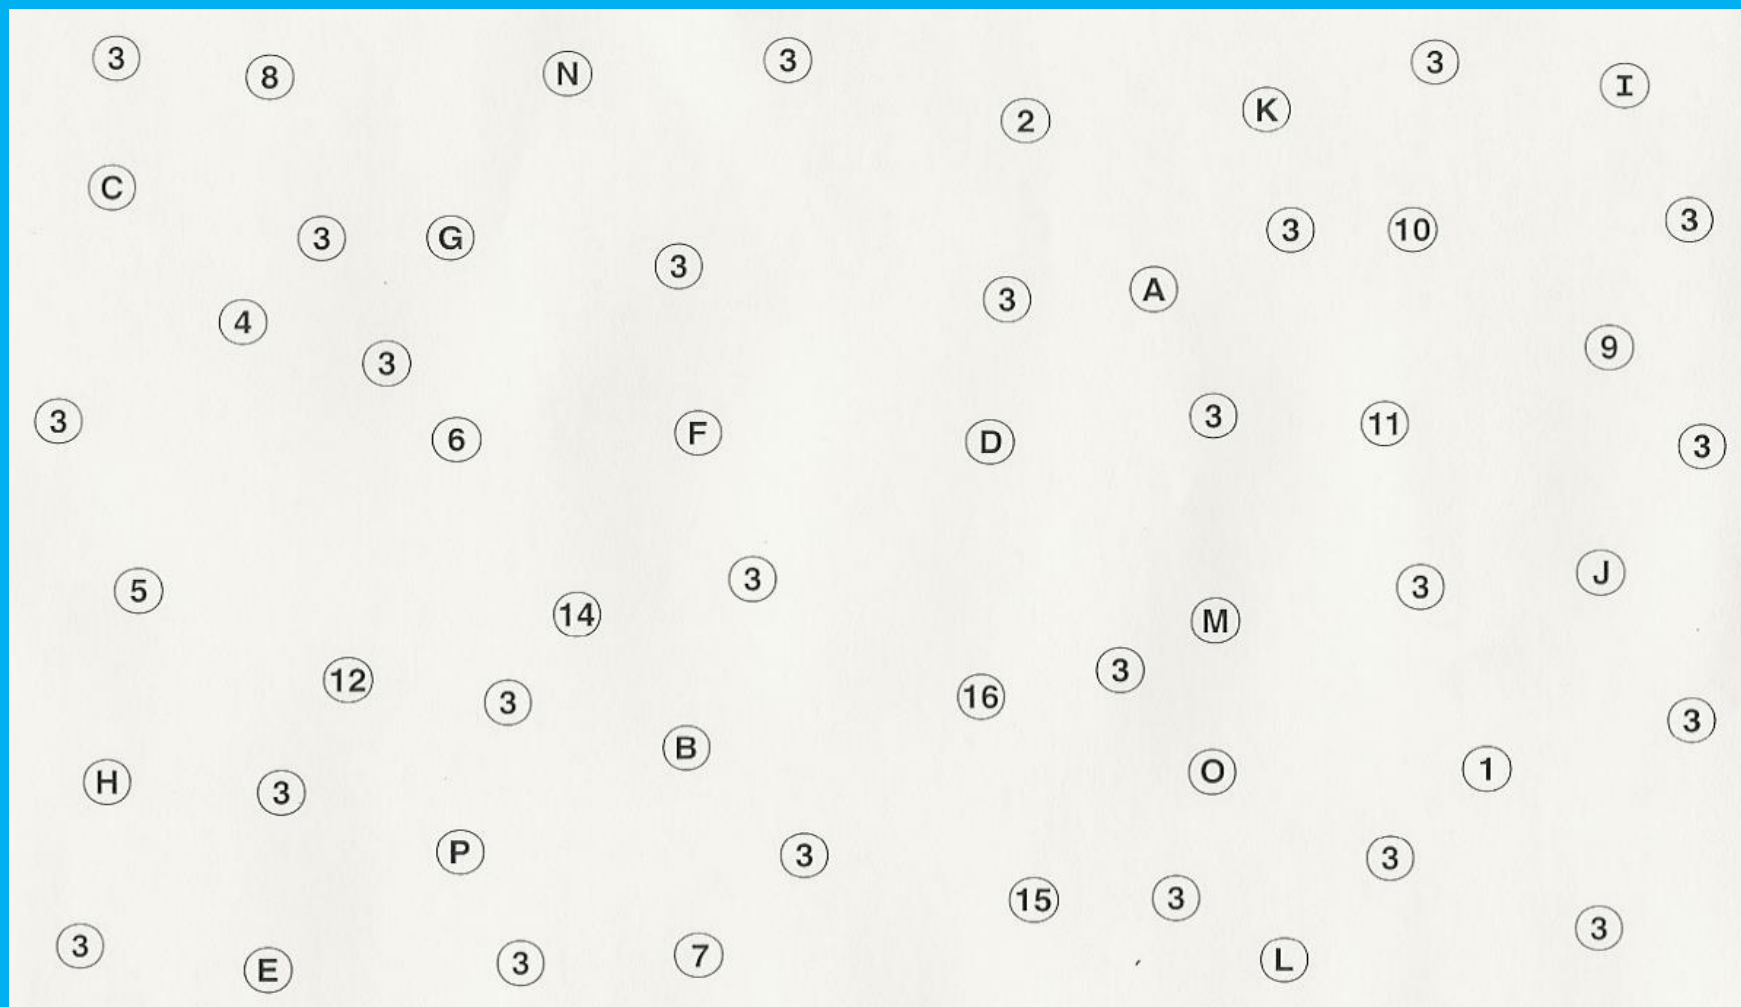 3 8 N 3 3 I
2 K
C
3 G 3 3 10 3
3 A
4 9
3
3 6 F D 3 11 3
5 14 3 M 3 J
12 3 16 3 3
H 3 B O 1
P 3 3
15 3 3
3 E 3 7 L